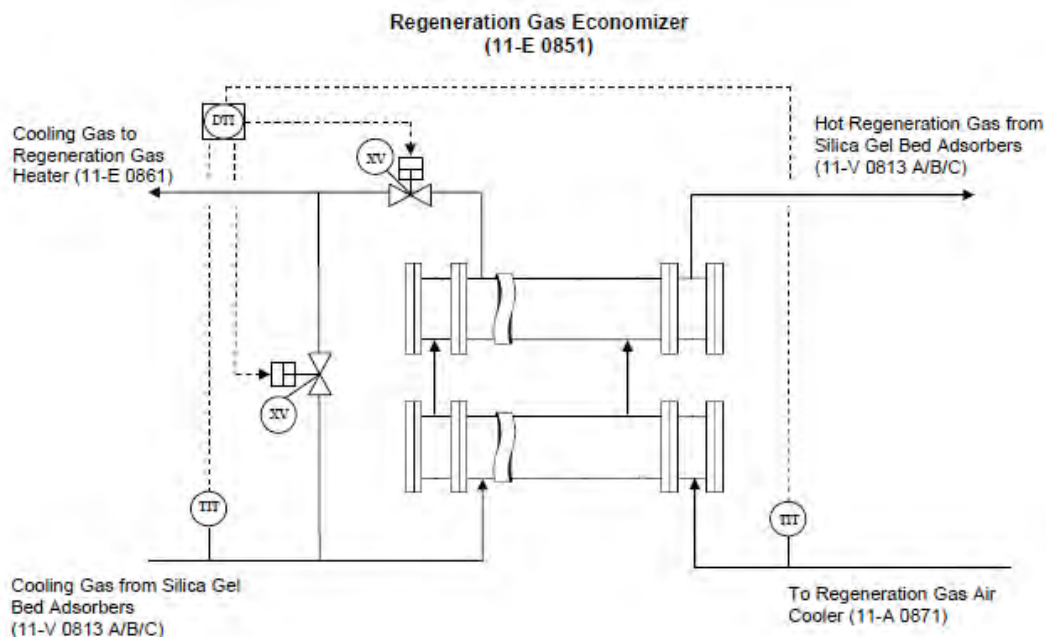 Regeneration Gas Economizer
(11-E 0851)
DTI
Cooling Gas to
Regeneration Gas
Heater (11-E 0861)
XV
Hot Regeneration Gas from
Silica Gel Bed Adsorbers
(11-V 0813 A/B/C)
XV
TIT
TIT
Cooling Gas from Silica Gel
Bed Adsorbers
(11-V 0813 A/B/C)
To Regeneration Gas Air
Cooler (11-A 0871)